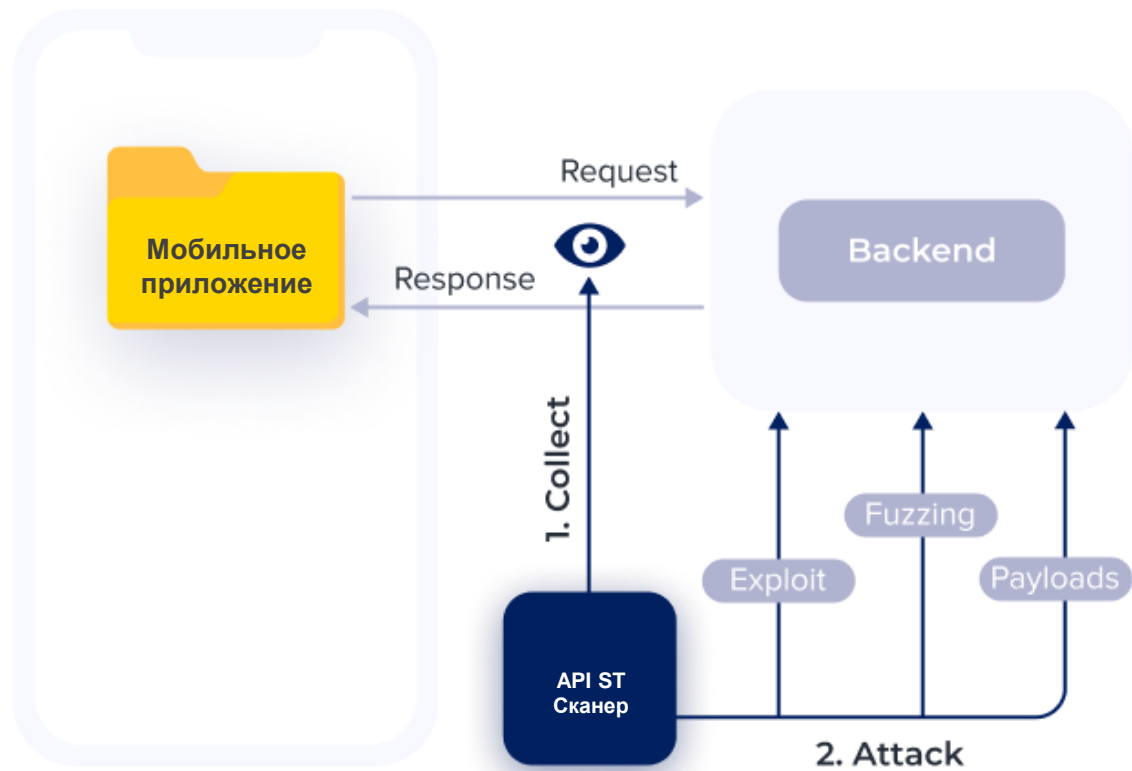 Request
Мобильное
приложение
Backend
Response
1. Collect
Fuzzing
Exploit
Payloads
API ST
Сканер
2. Attack